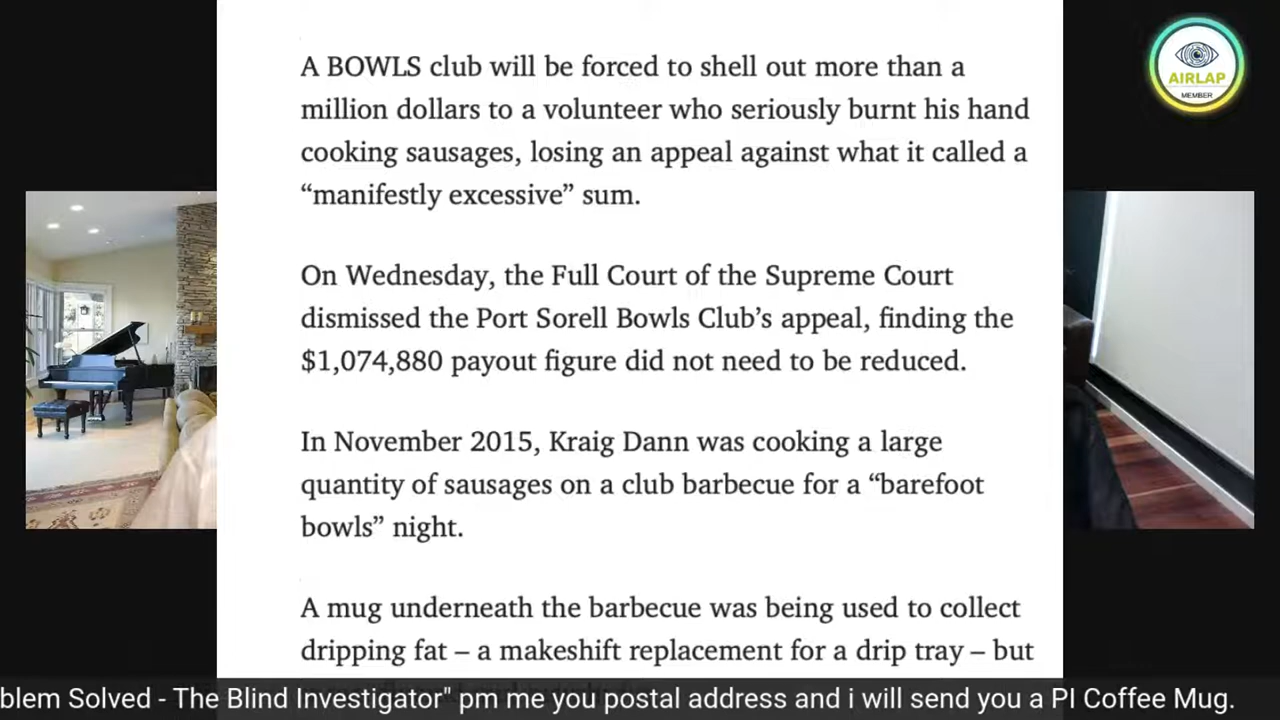 A BOWLS club will be forced to shell out more than a
million dollars to a volunteer who seriously burnt his hand
cooking sausages, losing an appeal against what it called a
“manifestly excessive” sum.
On Wednesday, the Full Court of the Supreme Court
dismissed the Port Sorell Bowls Club’s appeal, finding the
$1,074,880 payout figure did not need to be reduced.
In November 2015, Kraig Dann was cooking a large
quantity of sausages on a club barbecue for a “barefoot
bowls” night.
A mug underneath the barbecue was being used to collect
dripping fat – a makeshift replacement for a drip tray – but
AIRLAP
MEMBER
blem Solved - The Blind Investigator" pm me you postal address and i will send you a PI Coffee Mug.